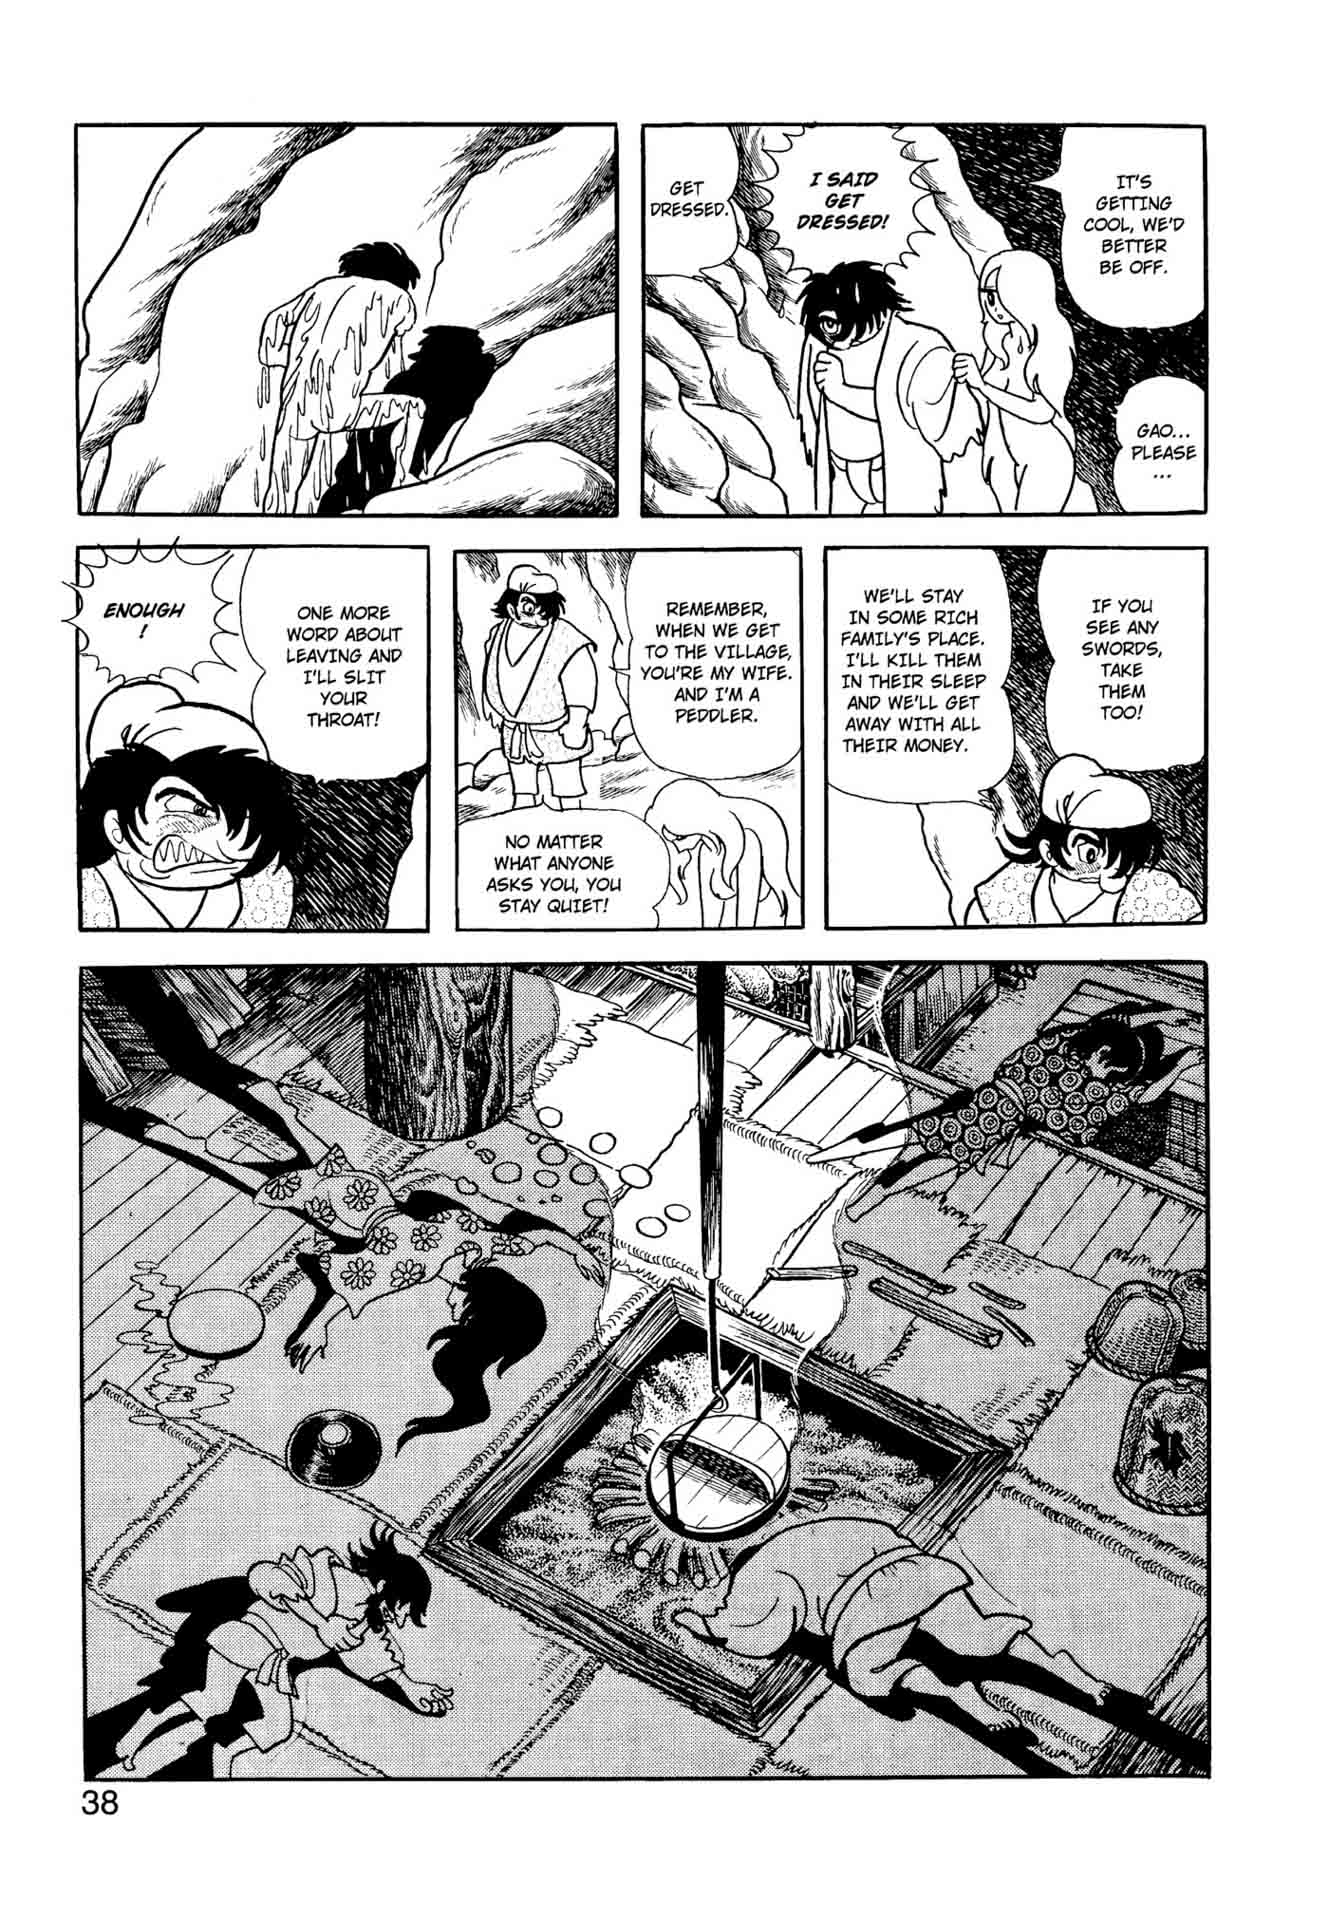 GET
DRESSED.
I SAID
GET
DRESSED!
IT'S
GETTING
COOL, WE'D
BETTER
BE OFF.
GAO...
PLEASE
...
ENOUGH
!
ONE MORE
WORD ABOUT
LEAVING AND
I'LL SLIT
YOUR
THROAT!
REMEMBER,
WHEN WE GET
TO THE VILLAGE,
YOU'RE MY WIFE.
AND I'M A
PEDDLER.
NO MATTER
WHAT ANYONE
ASKS YOU, YOU
STAY QUIET!
WE'LL STAY
IN SOME RICH
FAMILY'S PLACE.
I'LL KILL THEM
IN THEIR SLEEP
AND WE'LL GET
AWAY WITH ALL
THEIR MONEY.
IF YOU
SEE ANY
SWORDS,
TAKE
THEM
TOO!
38